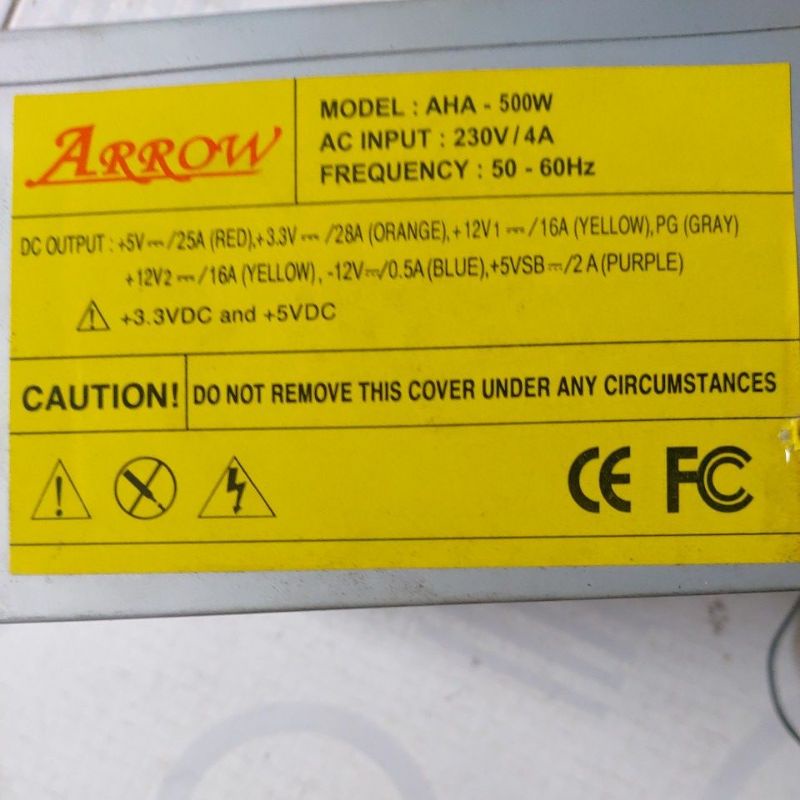 ARROW
MODEL : AHA - 500W
AC INPUT : 230V / 4A
FREQUENCY : 50 - 60Hz
DC OUTPUT : +5V⎓/25A (RED),+3.3V⎓/28A (ORANGE),+12V1⎓/16A (YELLOW),PG (GRAY)
+12V2⎓/16A (YELLOW), -12V⎓/0.5A(BLUE),+5VSB⎓/2 A(PURPLE)
+3.3VDC and +5VDC
CAUTION! DO NOT REMOVE THIS COVER UNDER ANY CIRCUMSTANCES
CE FC